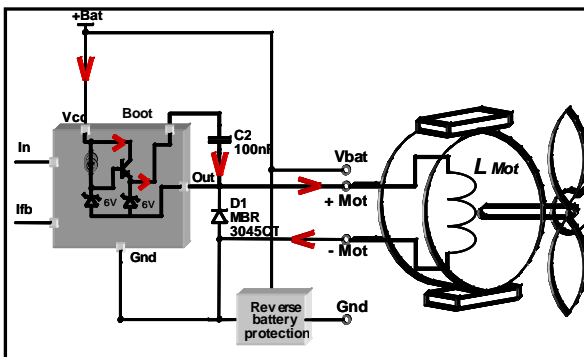 +Bat
Vcc
Boot
C2
100nF
In
Out
Vbat
L Mot
+ Mot
6V
6V
D1
MBR
3045CT
Ifb
- Mot
Gnd
Reverse
battery
protection
Gnd